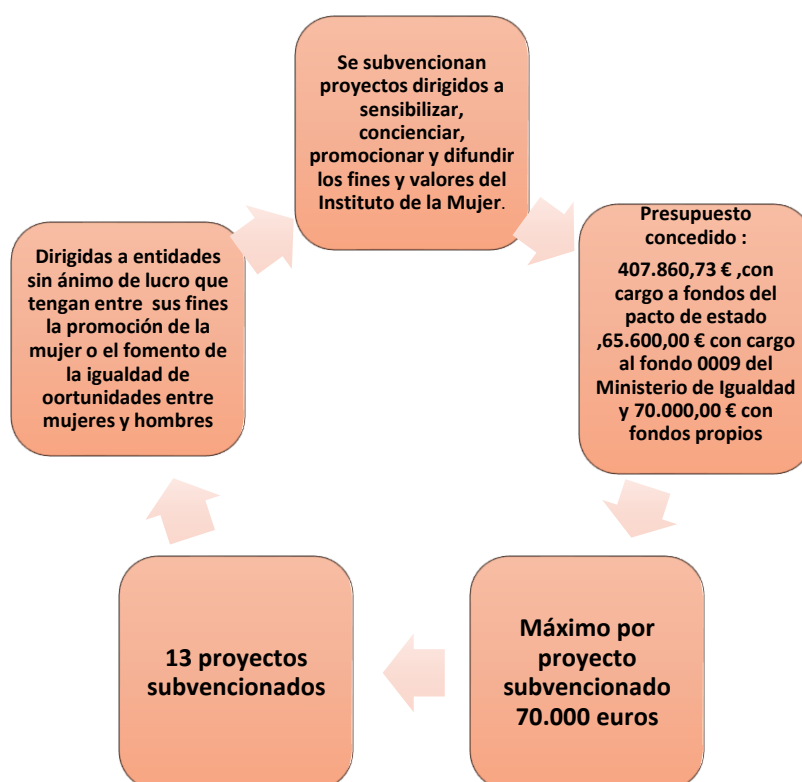 Se subvencionan
proyectos dirigidos a
sensibilizar,
concienciar,
promocionar y difundir
los fines y valores del
Instituto de la Mujer.
Presupuesto
concedido :
407.860,73 € ,con
cargo a fondos del
pacto de estado
,65.600,00 € con cargo
al fondo 0009 del
Ministerio de Igualdad
y 70.000,00 € con
fondos propios
Máximo por
proyecto
subvencionado
70.000 euros
13 proyectos
subvencionados
Dirigidas a entidades
sin ánimo de lucro que
tengan entre sus fines
la promoción de la
mujer o el fomento de
la igualdad de
oortunidades entre
mujeres y hombres